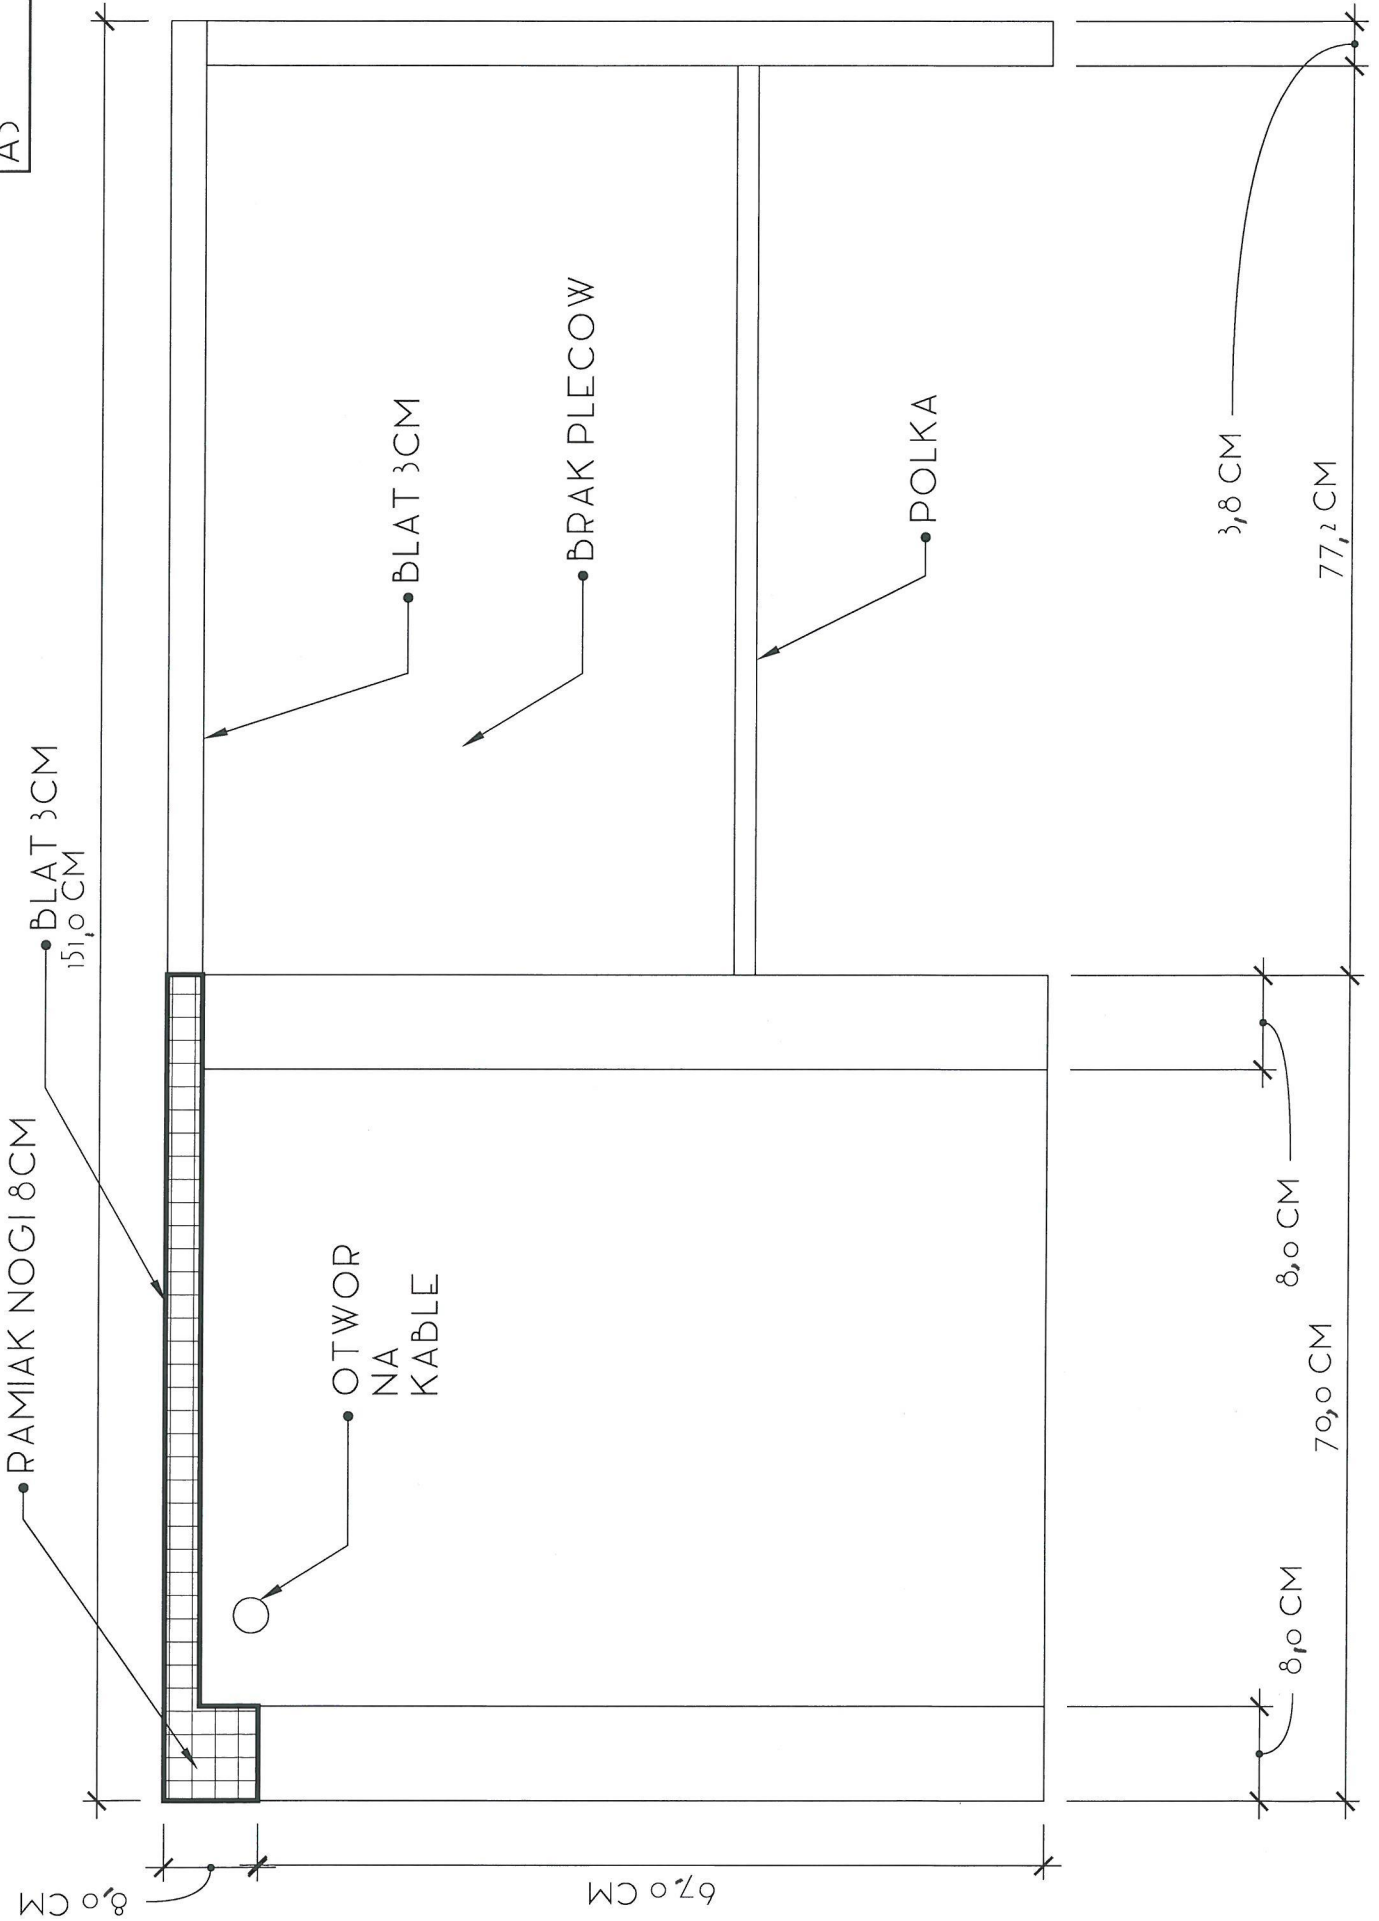 RAMIAK NOGI 8CM
BLAT 3CM
151,0 CM
8,0 CM
67,0 CM
OTWOR
NA
KABLE
BLAT 3CM
BRAK PLECOW
POLKA
8,0 CM
8,0 CM
3,8 CM
70,0 CM
77,2 CM